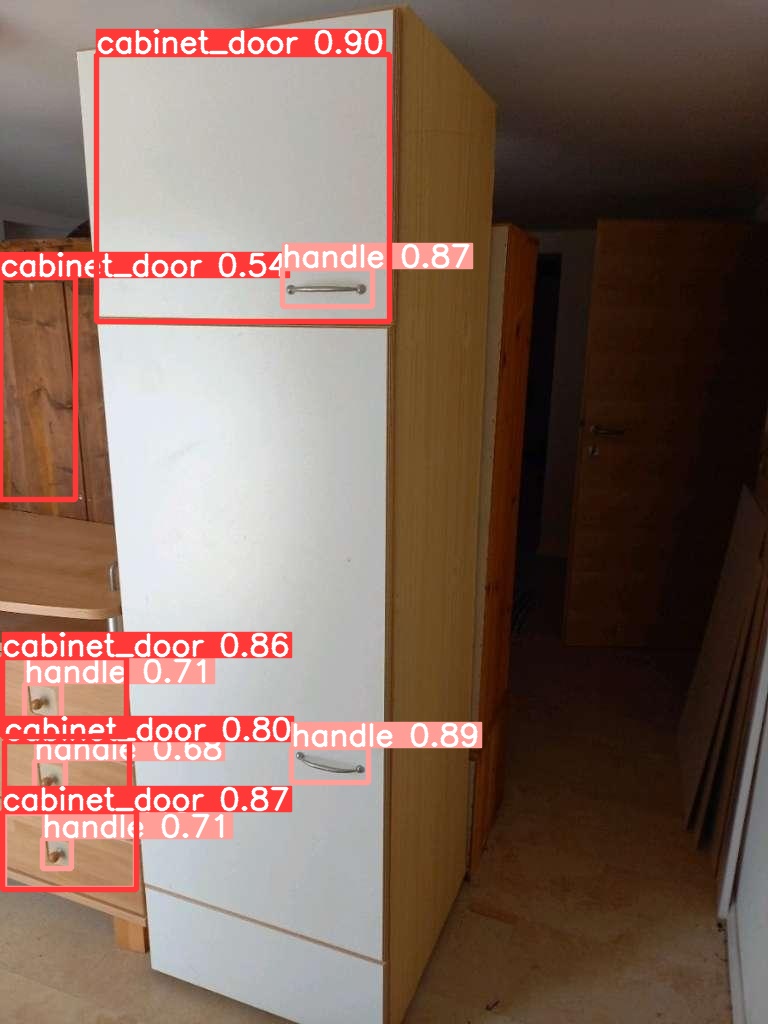 cabinet_door 0.90
handle 0.87
cabinet_door 0.54
cabinet_door 0.86
handle 0.71
cabinet_door 0.80
handle 0.89
handle 0.68
cabinet_door 0.87
handle 0.71